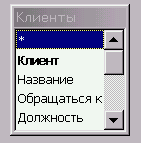 Клиенты
*
Клиент
Название
Обращаться к
Должность